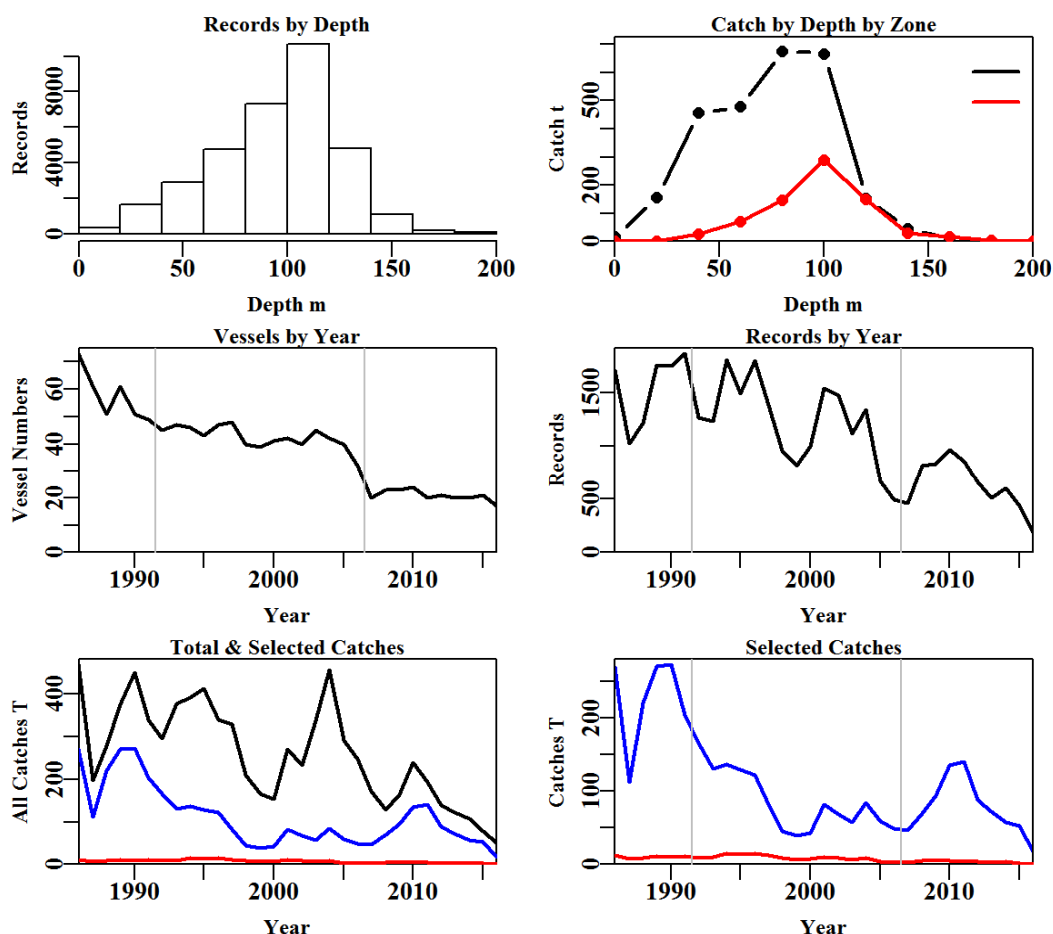 Records by Depth
Records
0 4000 8000
0 50 100 150 200
Depth m
Catch by Depth by Zone
Catch t
0 200 500
0 50 100 150 200
Depth m
Vessels by Year
Vessel Numbers
0 20 40 60
1990 2000 2010
Year
Records by Year
Records
0 500 1500
1990 2000 2010
Year
Total & Selected Catches
All Catches T
0 200 400
1990 2000 2010
Year
Selected Catches
Catches T
0 100 200
1990 2000 2010
Year